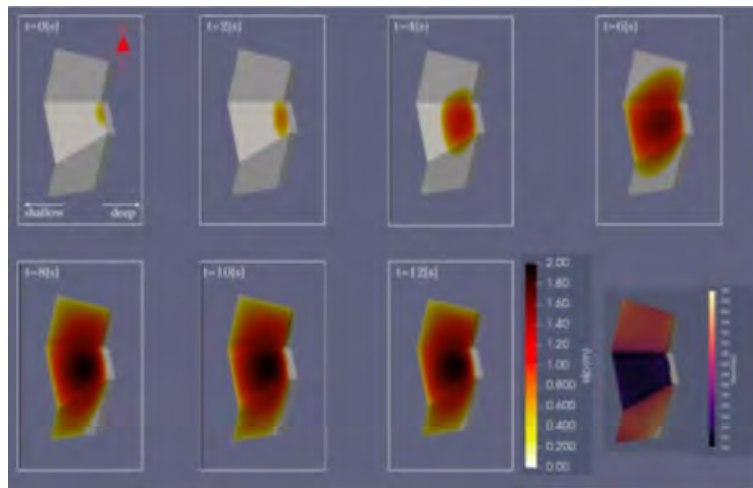 t=0[s]
t=2[s]
t=4[s]
t=6[s]
shallow
deep
t=8[s]
t=10[s]
t=12[s]
2.00
1.80
1.60
1.40
1.20
1.00
0.800
0.600
0.400
0.200
0.00